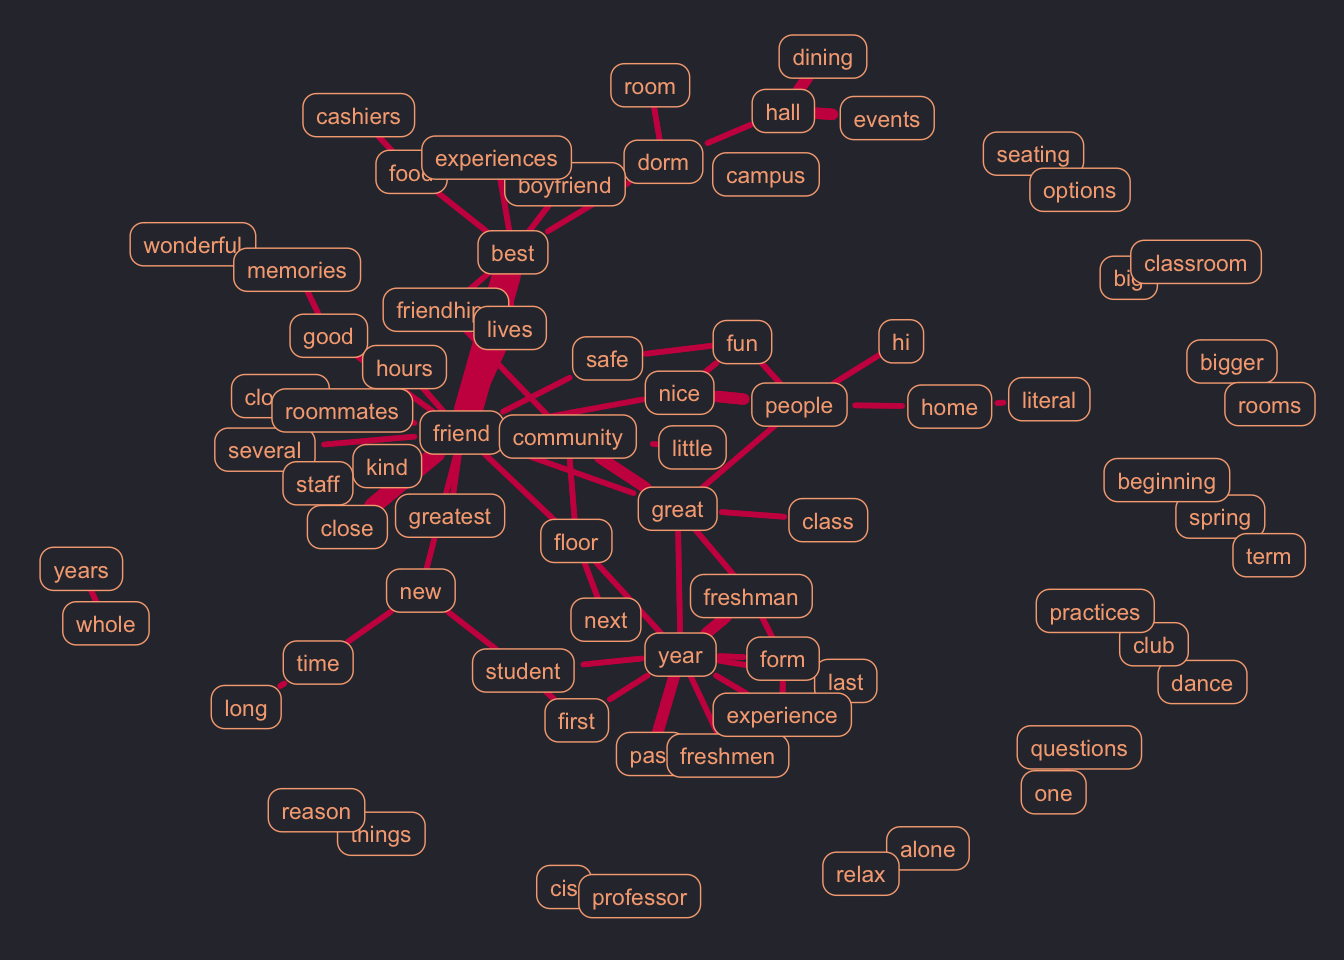 dining
room
hall
cashiers
events
experiences
seating
dorm
food
campus
boyfriend
options
wonderful
best
classroom
memories
big
lives
good
hi
fun
safe
bigger
hours
nice
literal
people
rooms
home
roommates
friend
community
little
several
kind
beginning
staff
great
greatest
spring
class
close
floor
term
years
new
freshman
practices
next
whole
club
year
form
time
student
last
dance
long
experience
first
questions
freshmen
one
reason
things
alone
relax
cis
professor